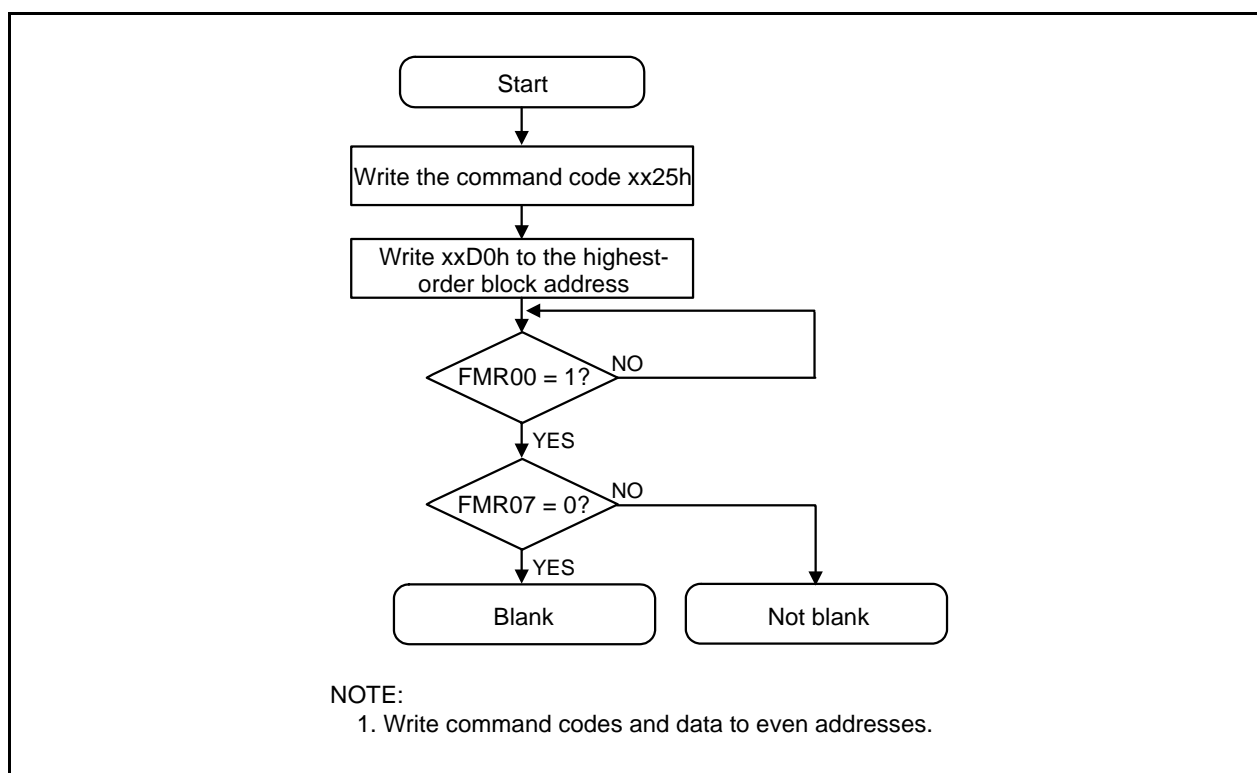 Start
Write the command code xx25h
Write xxD0h to the highest-
order block address
FMR00 = 1?
NO
YES
FMR07 = 0?
NO
YES
Blank
Not blank
NOTE:
1. Write command codes and data to even addresses.